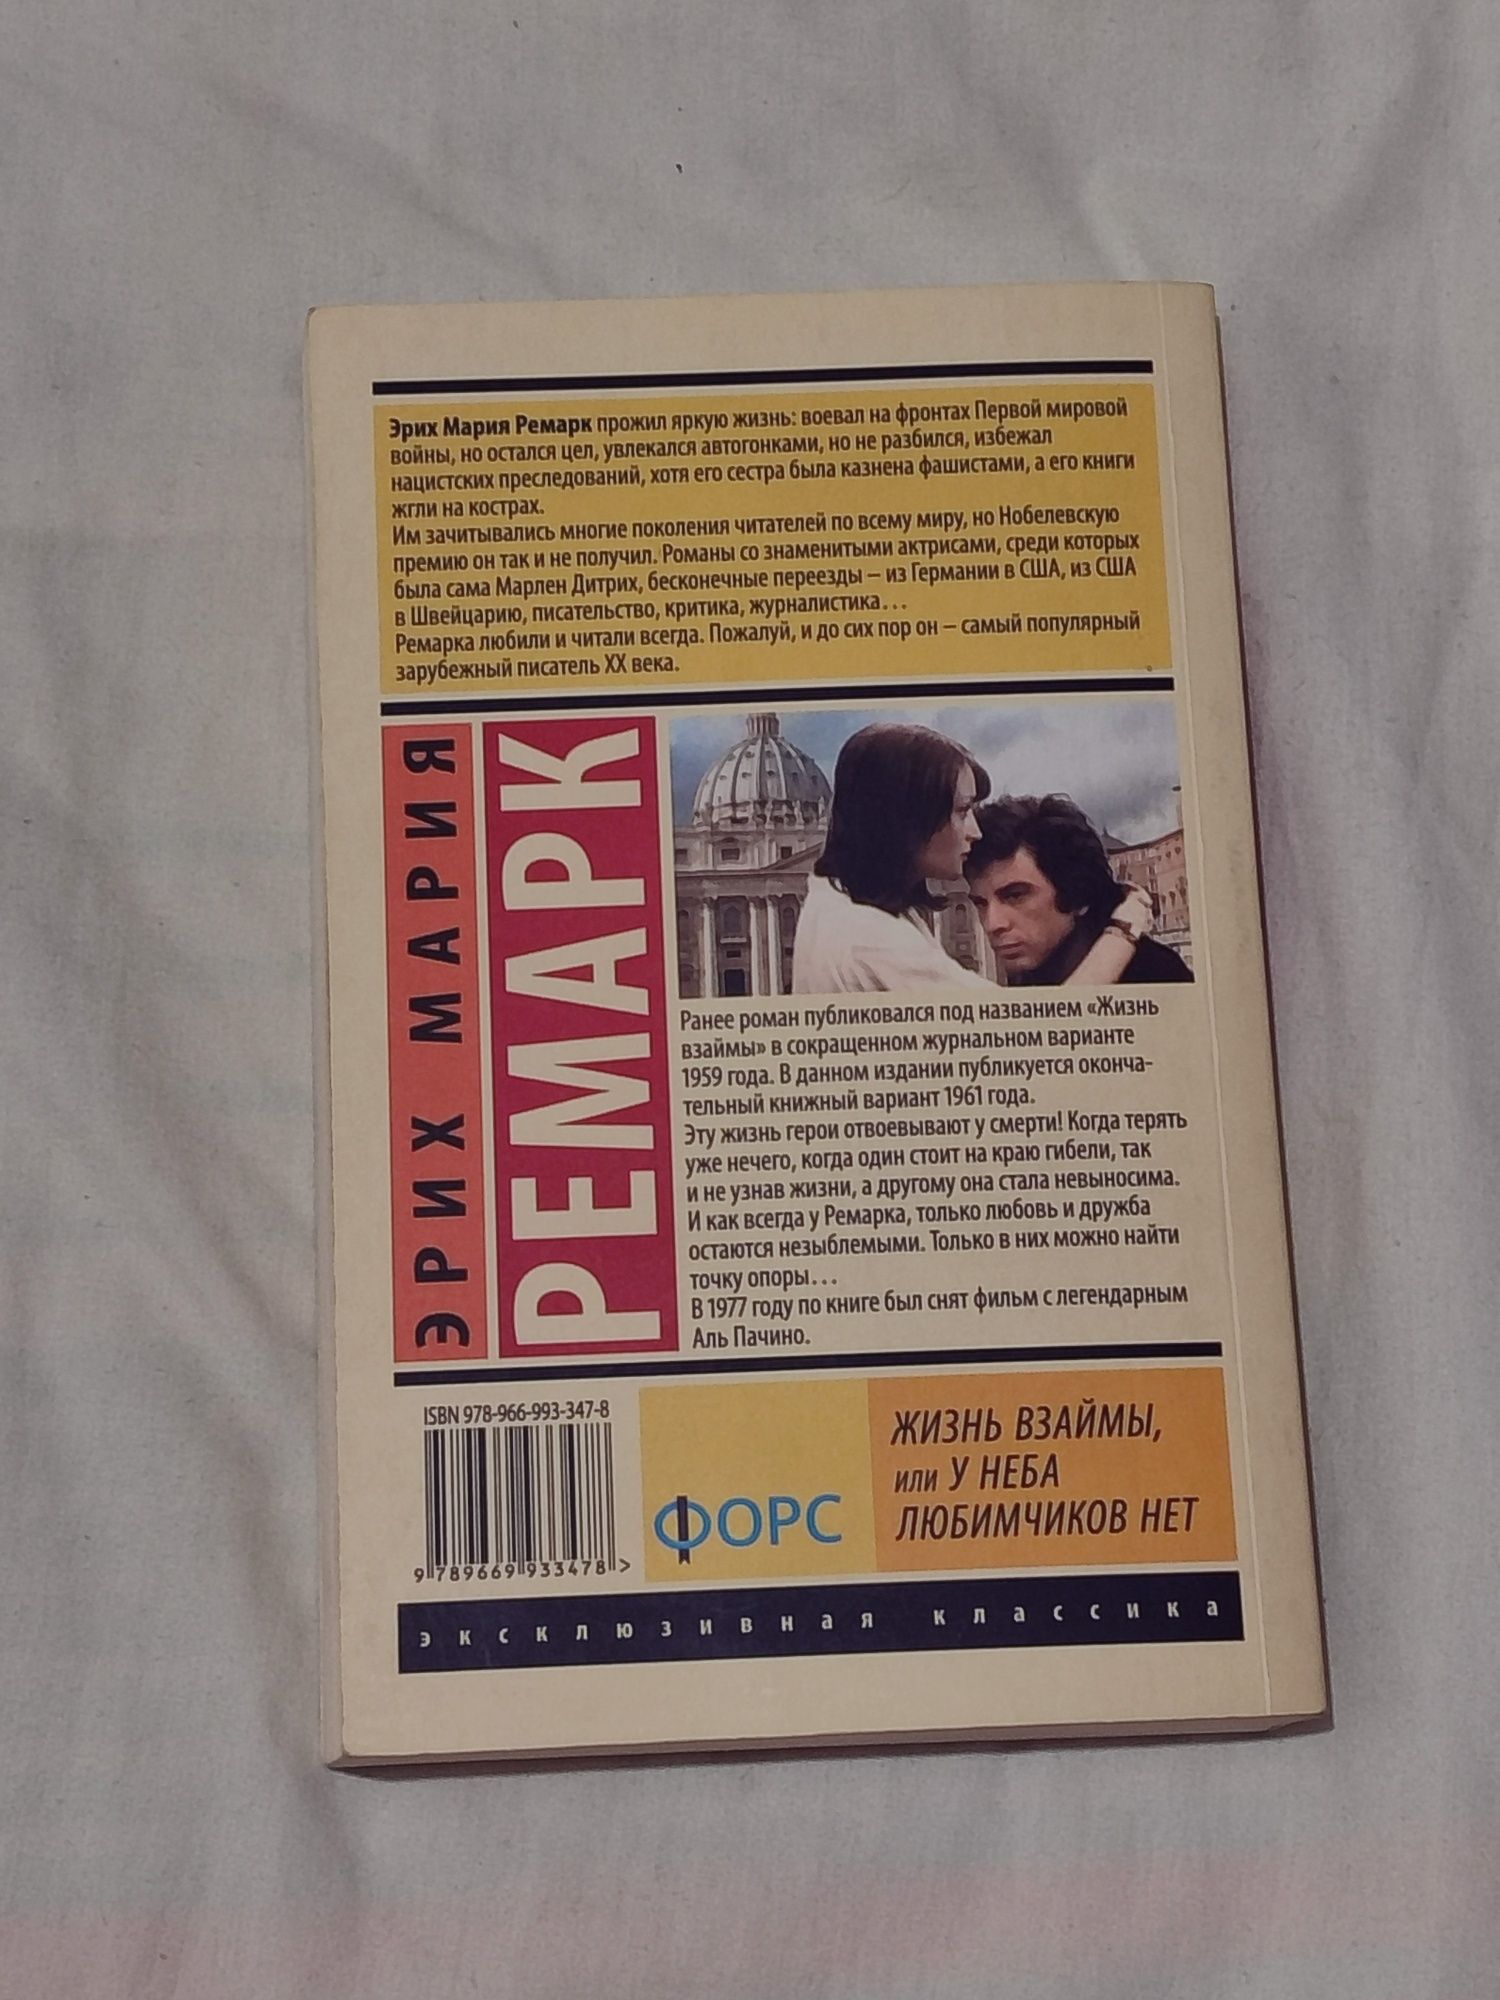 Эрих Мария Ремарк прожил яркую жизнь: воевал на фронтах Первой мировой
войны, но остался цел, увлекался автогонками, но не разбился, избежал
нацистских преследований, хотя его сестра была казнена фашистами, а его книги
жгли на кострах.
Им зачитывались многие поколения читателей по всему миру, но Нобелевскую
премию он так и не получил. Романы со знаменитыми актрисами, среди которых
была сама Марлен Дитрих, бесконечные переезды – из Германии в США, из США
в Швейцарию, писательство, критика, журналистика...
Ремарка любили и читали всегда. Пожалуй, и до сих пор он – самый популярный
зарубежный писатель XX века.
ЭРИХ МАРИЯ
РЕМАРК
Ранее роман публиковался под названием «Жизнь
взаймы» в сокращенном журнальном варианте
1959 года. В данном издании публикуется оконча-
тельный книжный вариант 1961 года.
Эту жизнь герои отвоевывают у смерти! Когда терять
уже нечего, когда один стоит на краю гибели, так
и не узнав жизни, а другому она стала невыносима.
И как всегда у Ремарка, только любовь и дружба
остаются незыблемыми. Только в них можно найти
точку опоры...
В 1977 году по книге был снят фильм с легендарным
Аль Пачино.
ISBN 978-966-993-347-8
9 789669 933478 >
ФОРС
ЖИЗНЬ ВЗАЙМЫ,
или У НЕБА
ЛЮБИМЧИКОВ НЕТ
эксклюзивная классика